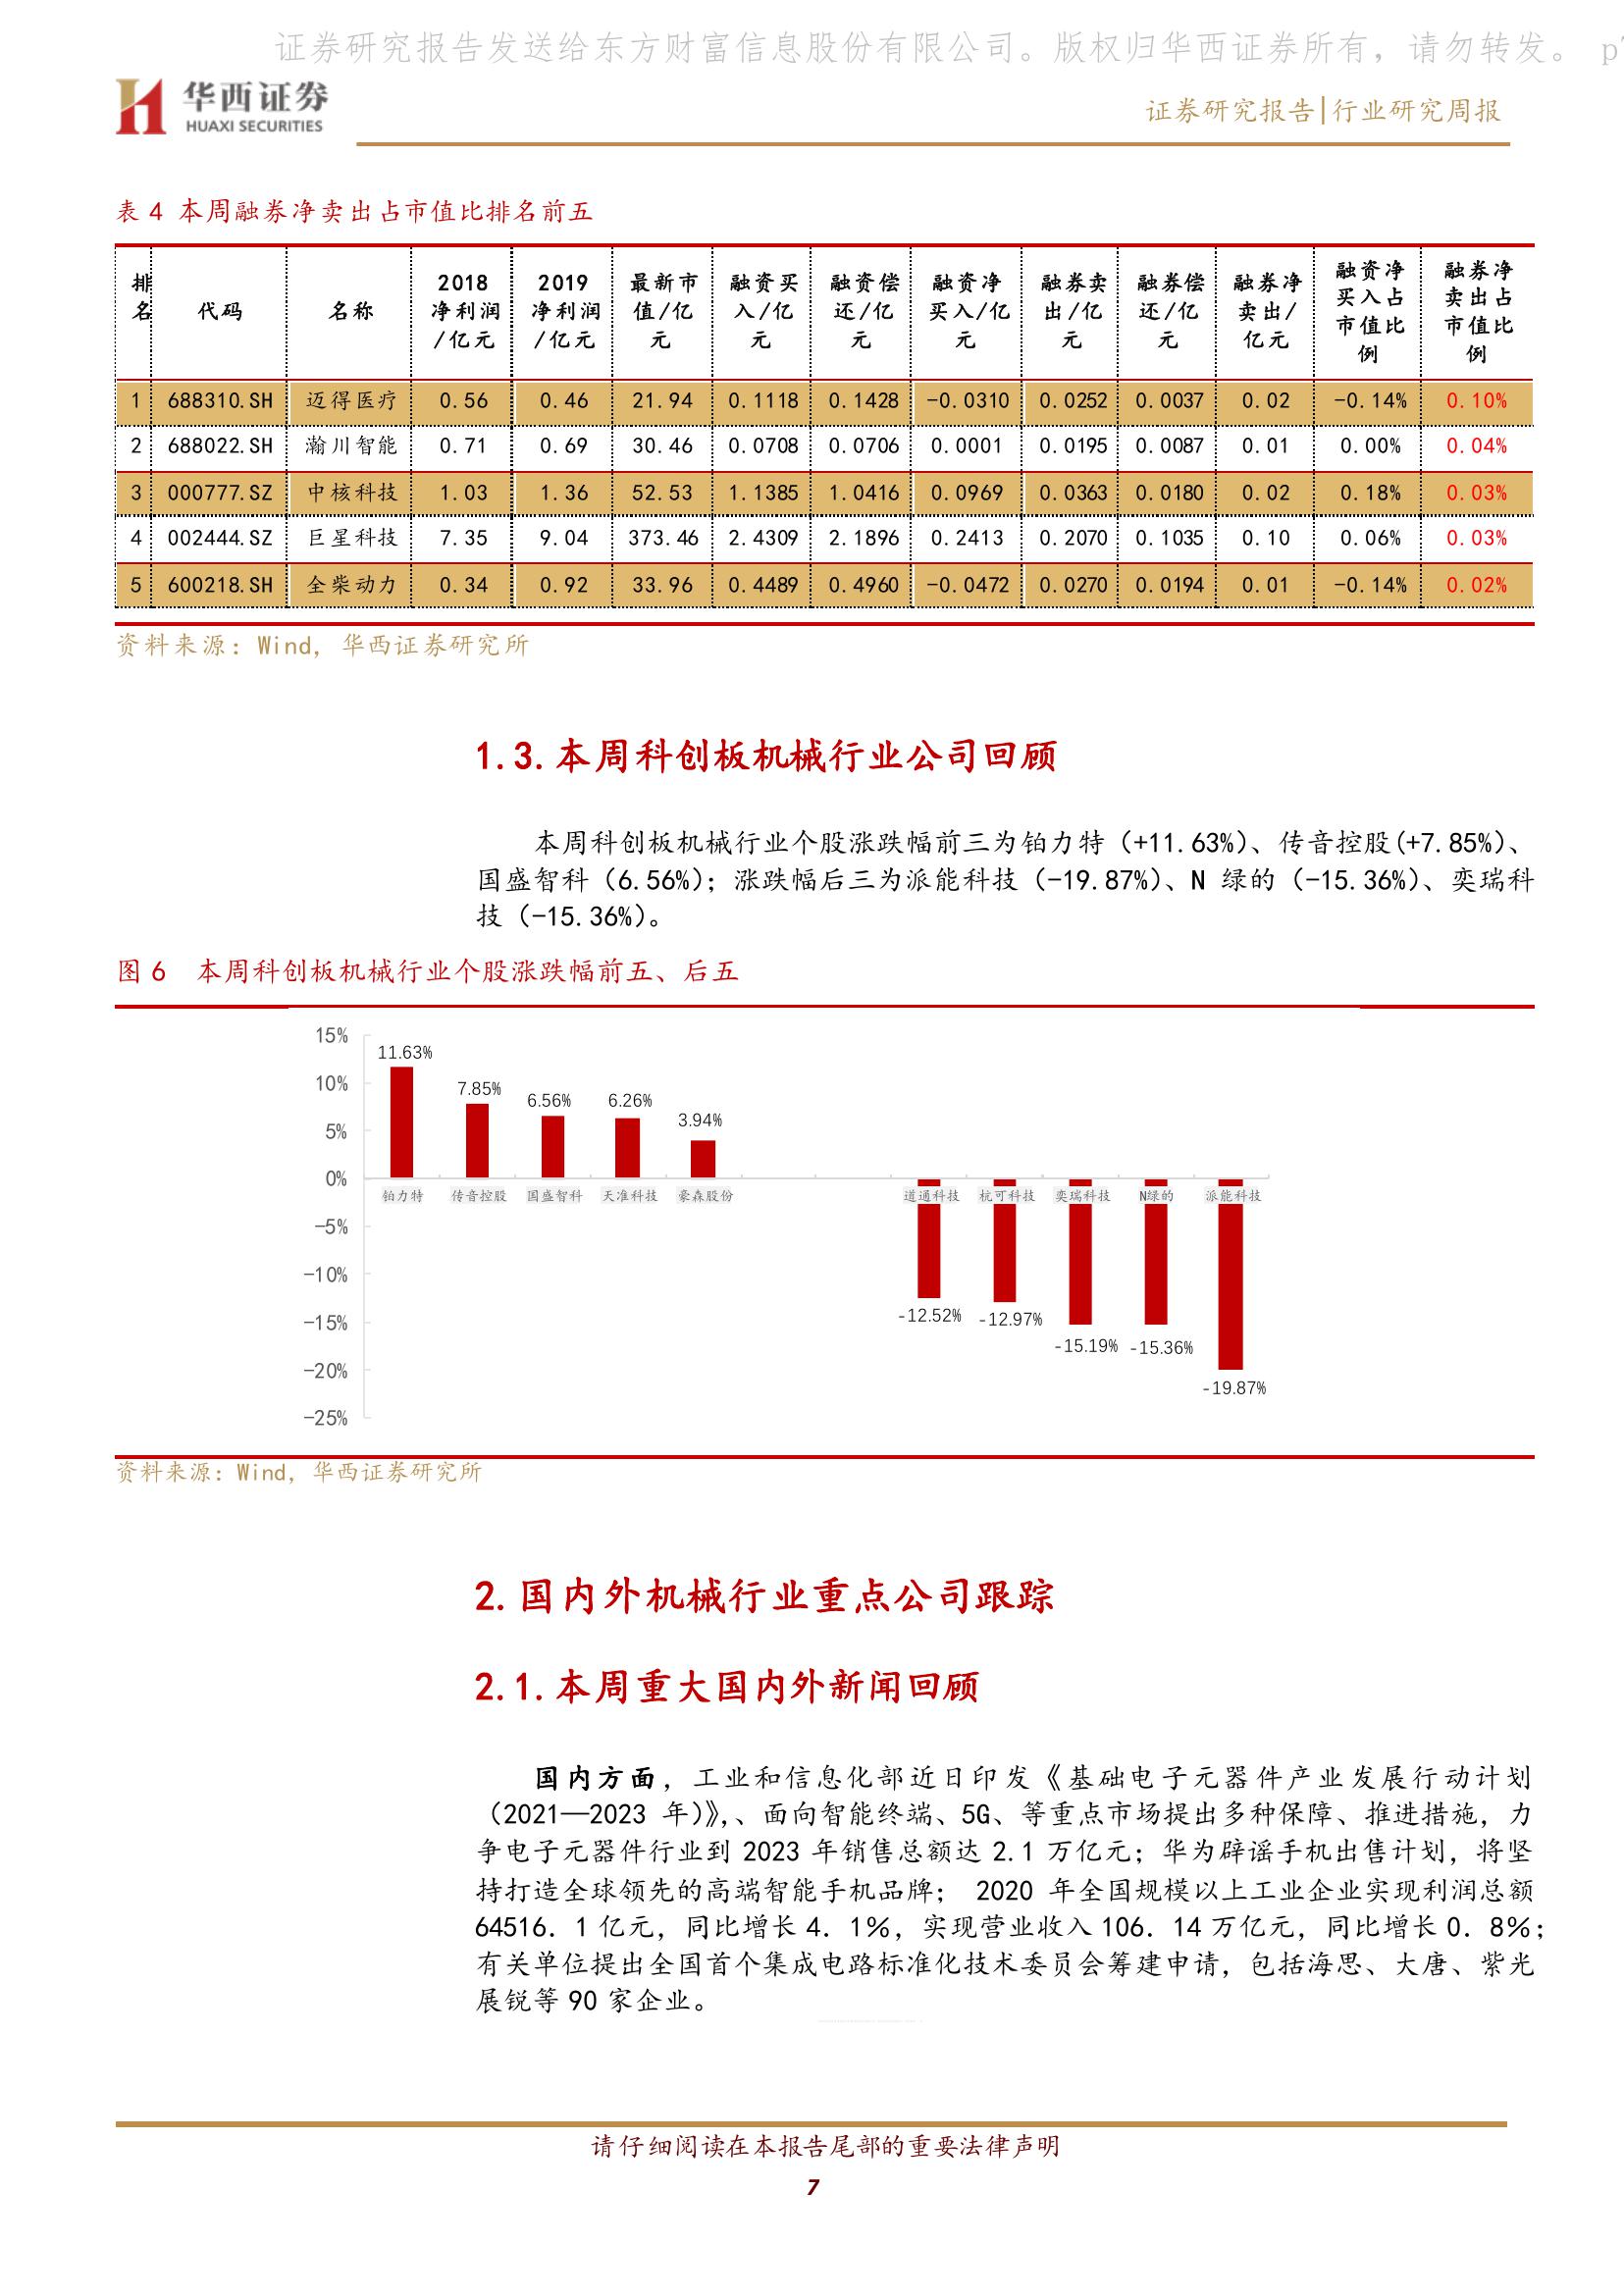 证券研究报告发送给东方财富信息股份有限公司。版权归华西证券所有，请勿转发。 p7
华西证券
HUAXI SECURITIES
证券研究报告|行业研究周报
表 4 本周融券净卖出占市值比排名前五
排名 代码 名称 2018净利润/亿元 2019净利润/亿元 最新市值/亿元 融资买入/亿元 融资偿还/亿元 融资净买入/亿元 融券卖出/亿元 融券偿还/亿元 融券净卖出/亿元 融资净买入占市值比例 融券净卖出占市值比例
1 688310.SH 迈得医疗 0.56 0.46 21.94 0.1118 0.1428 -0.0310 0.0252 0.0037 0.02 -0.14% 0.10%
2 688022.SH 瀚川智能 0.71 0.69 30.46 0.0708 0.0706 0.0001 0.0195 0.0087 0.01 0.00% 0.04%
3 000777.SZ 中核科技 1.03 1.36 52.53 1.1385 1.0416 0.0969 0.0363 0.0180 0.02 0.18% 0.03%
4 002444.SZ 巨星科技 7.35 9.04 373.46 2.4309 2.1896 0.2413 0.2070 0.1035 0.10 0.06% 0.03%
5 600218.SH 全柴动力 0.34 0.92 33.96 0.4489 0.4960 -0.0472 0.0270 0.0194 0.01 -0.14% 0.02%
资料来源：Wind，华西证券研究所
1.3.本周科创板机械行业公司回顾
本周科创板机械行业个股涨跌幅前三为铂力特（+11.63%）、传音控股(+7.85%)、
国盛智科（6.56%）；涨跌幅后三为派能科技（-19.87%）、N 绿的（-15.36%）、奕瑞科
技（-15.36%）。
图 6 本周科创板机械行业个股涨跌幅前五、后五
15%
10%
5%
0%
-5%
-10%
-15%
-20%
-25%
11.63%
7.85%
6.56%
6.26%
3.94%
铂力特 传音控股 国盛智科 天准科技 豪森股份 道通科技 杭可科技 奕瑞科技 N绿的 派能科技
-12.52%
-12.97%
-15.19%
-15.36%
-19.87%
资料来源：Wind，华西证券研究所
2.国内外机械行业重点公司跟踪
2.1.本周重大国内外新闻回顾
国内方面，工业和信息化部近日印发《基础电子元器件产业发展行动计划
（2021—2023 年）》，、面向智能终端、5G、等重点市场提出多种保障、推进措施，力
争电子元器件行业到 2023 年销售总额达 2.1 万亿元；华为辟谣手机出售计划，将坚
持打造全球领先的高端智能手机品牌； 2020 年全国规模以上工业企业实现利润总额
64516．1 亿元，同比增长 4．1%，实现营业收入 106．14 万亿元，同比增长 0．8%；
有关单位提出全国首个集成电路标准化技术委员会筹建申请，包括海思、大唐、紫光
展锐等 90 家企业。
请仔细阅读在本报告尾部的重要法律声明
7